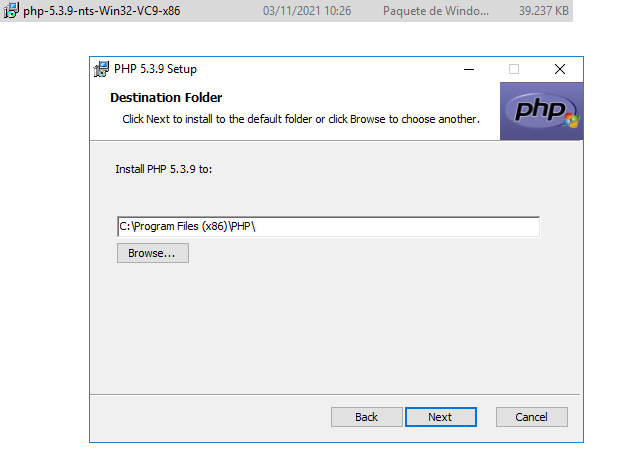 php-5.3.9-nts-Win32-VC9-x86 03/11/2021 10:26 Paquete de Windo... 39.237 KB
PHP 5.3.9 Setup
Destination Folder
Click Next to install to the default folder or click Browse to choose another.
php
Install PHP 5.3.9 to:
C:\Program Files (x86)\PHP\
Browse...
Back Next Cancel